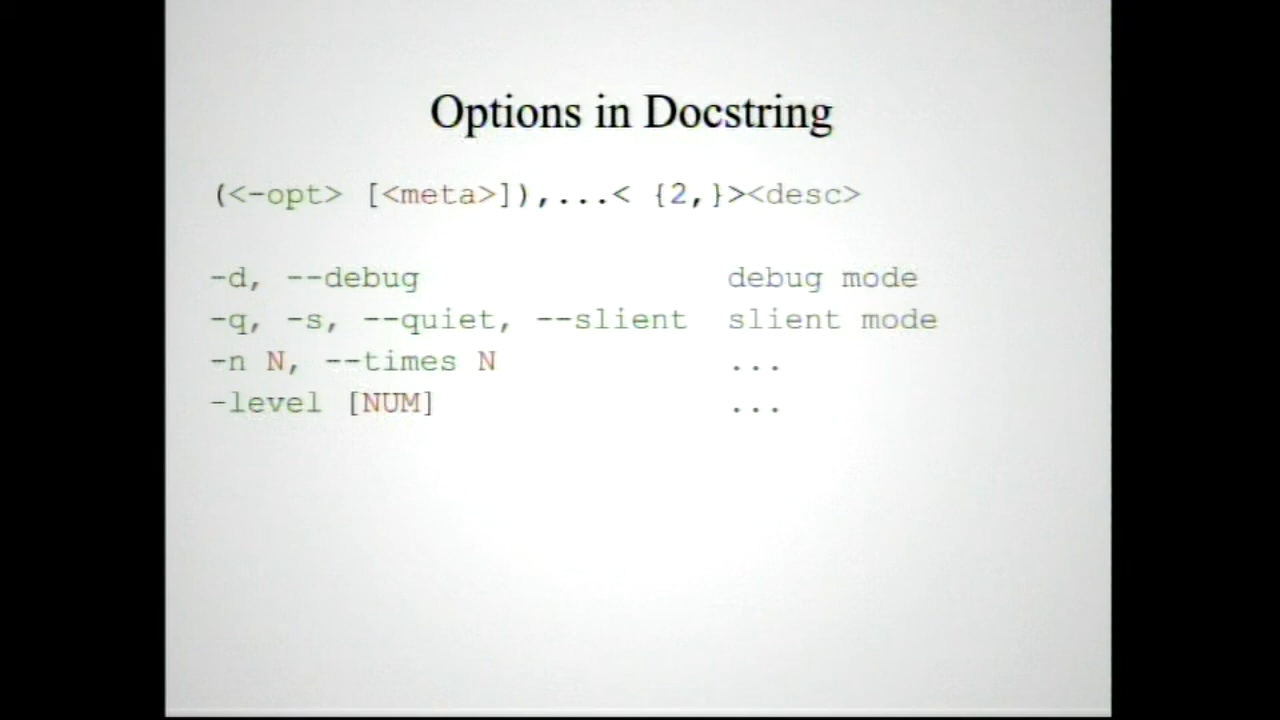 Options in Docstring
(<-opt> [<meta>]),...< {2,}><desc>
-d, --debug debug mode
-q, -s, --quiet, --slient slient mode
-n N, --times N ...
-level [NUM] ...